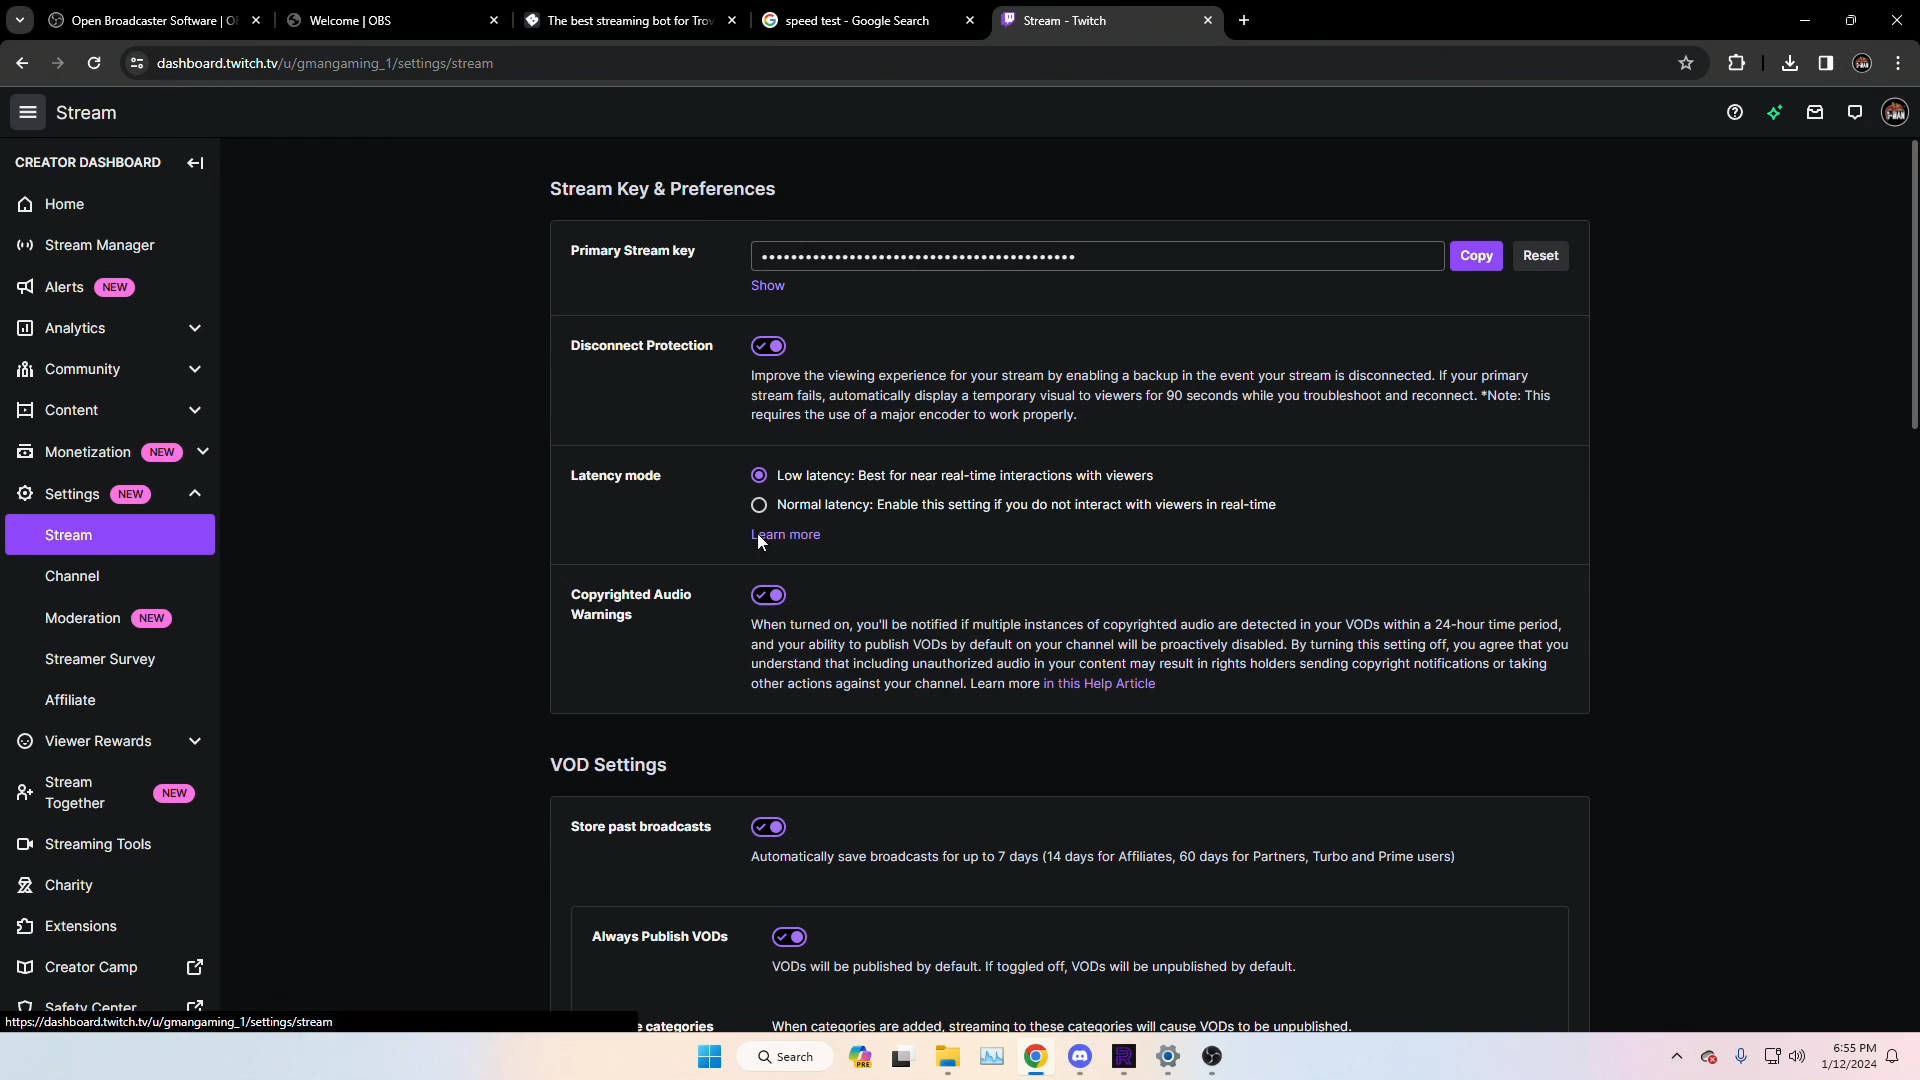 Open Broadcaster Software | O
Welcome | OBS
The best streaming bot for Trov
speed test - Google Search
Stream - Twitch
dashboard.twitch.tv/u/gmangaming_1/settings/stream
Stream
CREATOR DASHBOARD
Home
Stream Manager
Alerts NEW
Analytics
Community
Content
Monetization NEW
Settings NEW
Stream
Channel
Moderation NEW
Streamer Survey
Affiliate
Viewer Rewards
Stream
Together
NEW
Streaming Tools
Charity
Extensions
Creator Camp
Safety Center
https://dashboard.twitch.tv/u/gmangaming_1/settings/stream
Stream Key & Preferences
Primary Stream key
Copy
Reset
Show
Disconnect Protection
Improve the viewing experience for your stream by enabling a backup in the event your stream is disconnected. If your primary
stream fails, automatically display a temporary visual to viewers for 90 seconds while you troubleshoot and reconnect. *Note: This
requires the use of a major encoder to work properly.
Latency mode
Low latency: Best for near real-time interactions with viewers
Normal latency: Enable this setting if you do not interact with viewers in real-time
Learn more
Copyrighted Audio
Warnings
When turned on, you'll be notified if multiple instances of copyrighted audio are detected in your VODs within a 24-hour time period,
and your ability to publish VODs by default on your channel will be proactively disabled. By turning this setting off, you agree that you
understand that including unauthorized audio in your content may result in rights holders sending copyright notifications or taking
other actions against your channel. Learn more in this Help Article
VOD Settings
Store past broadcasts
Automatically save broadcasts for up to 7 days (14 days for Affiliates, 60 days for Partners, Turbo and Prime users)
Always Publish VODs
VODs will be published by default. If toggled off, VODs will be unpublished by default.
e categories
When categories are added, streaming to these categories will cause VODs to be unpublished.
Search
PRE
6:55 PM
1/12/2024